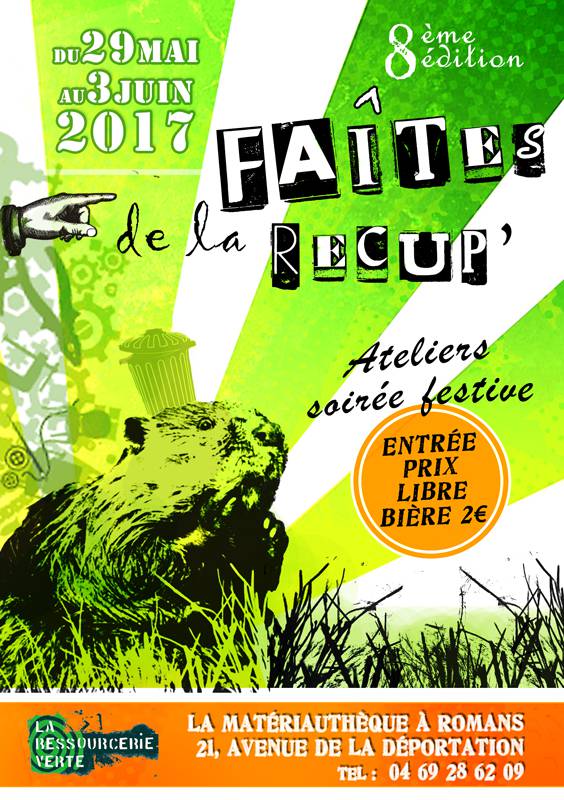 DU 29 MAI
AU 3 JUIN
2017
8ème
édition
FAÎTES
de la RECUP'
Ateliers
soirée festive
ENTRÉE
PRIX
LIBRE
BIÈRE 2€
LA
RESSOURCERIE
VERTE
LA MATÉRIAUTHÈQUE À ROMANS
21, AVENUE DE LA DÉPORTATION
TEL : 04 69 28 62 09